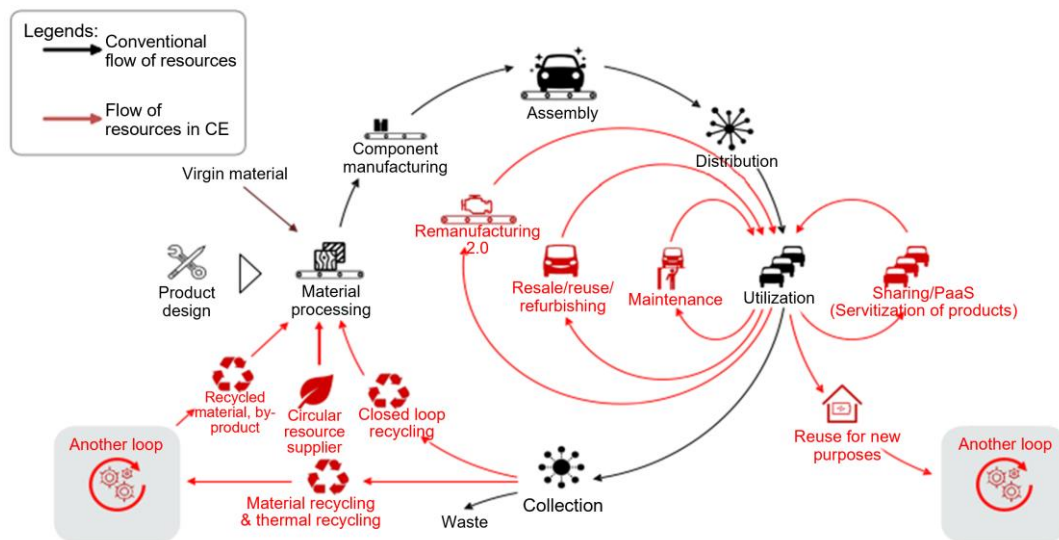 Legends:
Conventional
flow of resources
Flow of
resources in CE
Assembly
Component
manufacturing
Distribution
Virgin material
Remanufacturing
2.0
Product
design
Material
processing
Resale/reuse/
refurbishing
Maintenance
Utilization
Sharing/PaaS
(Servitization of products)
Recycled
material, by-
product
Circular
resource
supplier
Closed loop
recycling
Reuse for new
purposes
Another loop
Another loop
Material recycling
& thermal recycling
Collection
Waste